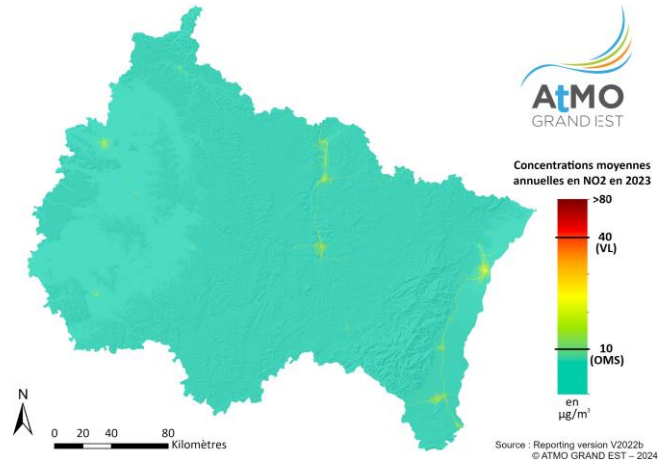 AtMO
GRAND EST
Concentrations moyennes
annuelles en NO2 en 2023
>80
40
(VL)
10
(OMS)
en
µg/m³
N
0 20 40 80
Kilomètres
Source : Reporting version V2022b
© ATMO GRAND EST – 2024